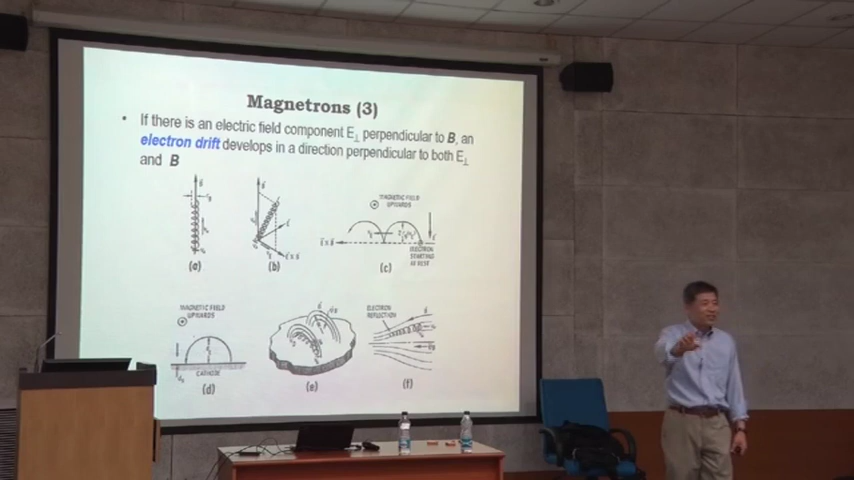 Magnetrons (3)
• If there is an electric field component E⊥ perpendicular to B, an
electron drift develops in a direction perpendicular to both E⊥
and B
(a)
(b)
MAGNETIC FIELD
UPWARDS
ELECTRON
STARTING
AT REST
(c)
MAGNETIC FIELD
UPWARDS
CATHODE
(d)
(e)
ELECTRON
REFLECTION
(f)